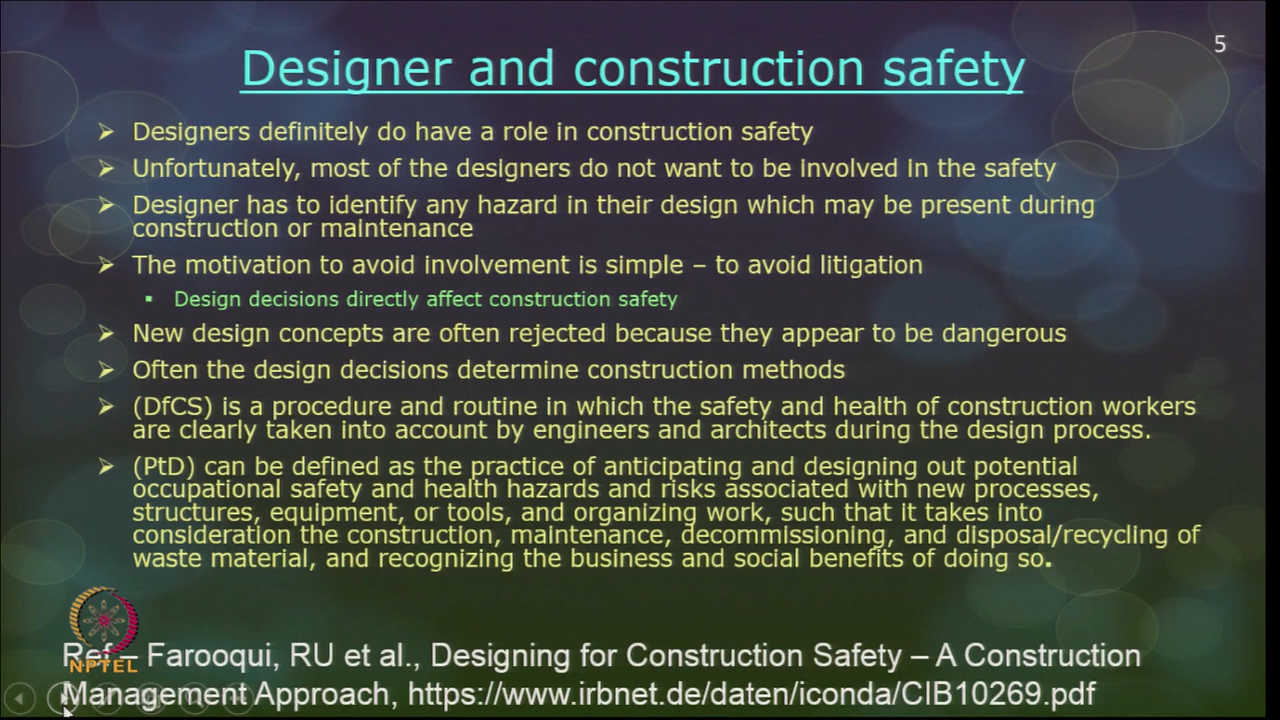 5
Designer and construction safety
➢ Designers definitely do have a role in construction safety
➢ Unfortunately, most of the designers do not want to be involved in the safety
➢ Designer has to identify any hazard in their design which may be present during
construction or maintenance
➢ The motivation to avoid involvement is simple – to avoid litigation
▪ Design decisions directly affect construction safety
➢ New design concepts are often rejected because they appear to be dangerous
➢ Often the design decisions determine construction methods
➢ (DfCS) is a procedure and routine in which the safety and health of construction workers
are clearly taken into account by engineers and architects during the design process.
➢ (PtD) can be defined as the practice of anticipating and designing out potential
occupational safety and health hazards and risks associated with new processes,
structures, equipment, or tools, and organizing work, such that it takes into
consideration the construction, maintenance, decommissioning, and disposal/recycling of
waste material, and recognizing the business and social benefits of doing so.
Ref – Farooqui, RU et al., Designing for Construction Safety – A Construction
NPTEL
Management Approach, https://www.irbnet.de/daten/iconda/CIB10269.pdf